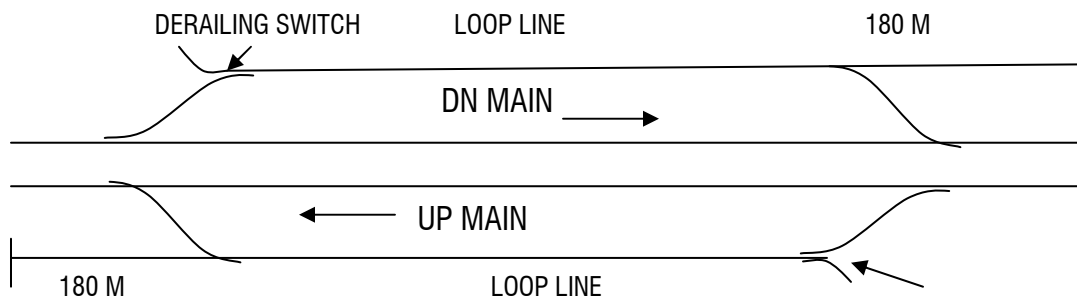 DERAILING SWITCH LOOP LINE 180 M
DN MAIN
UP MAIN
180 M LOOP LINE